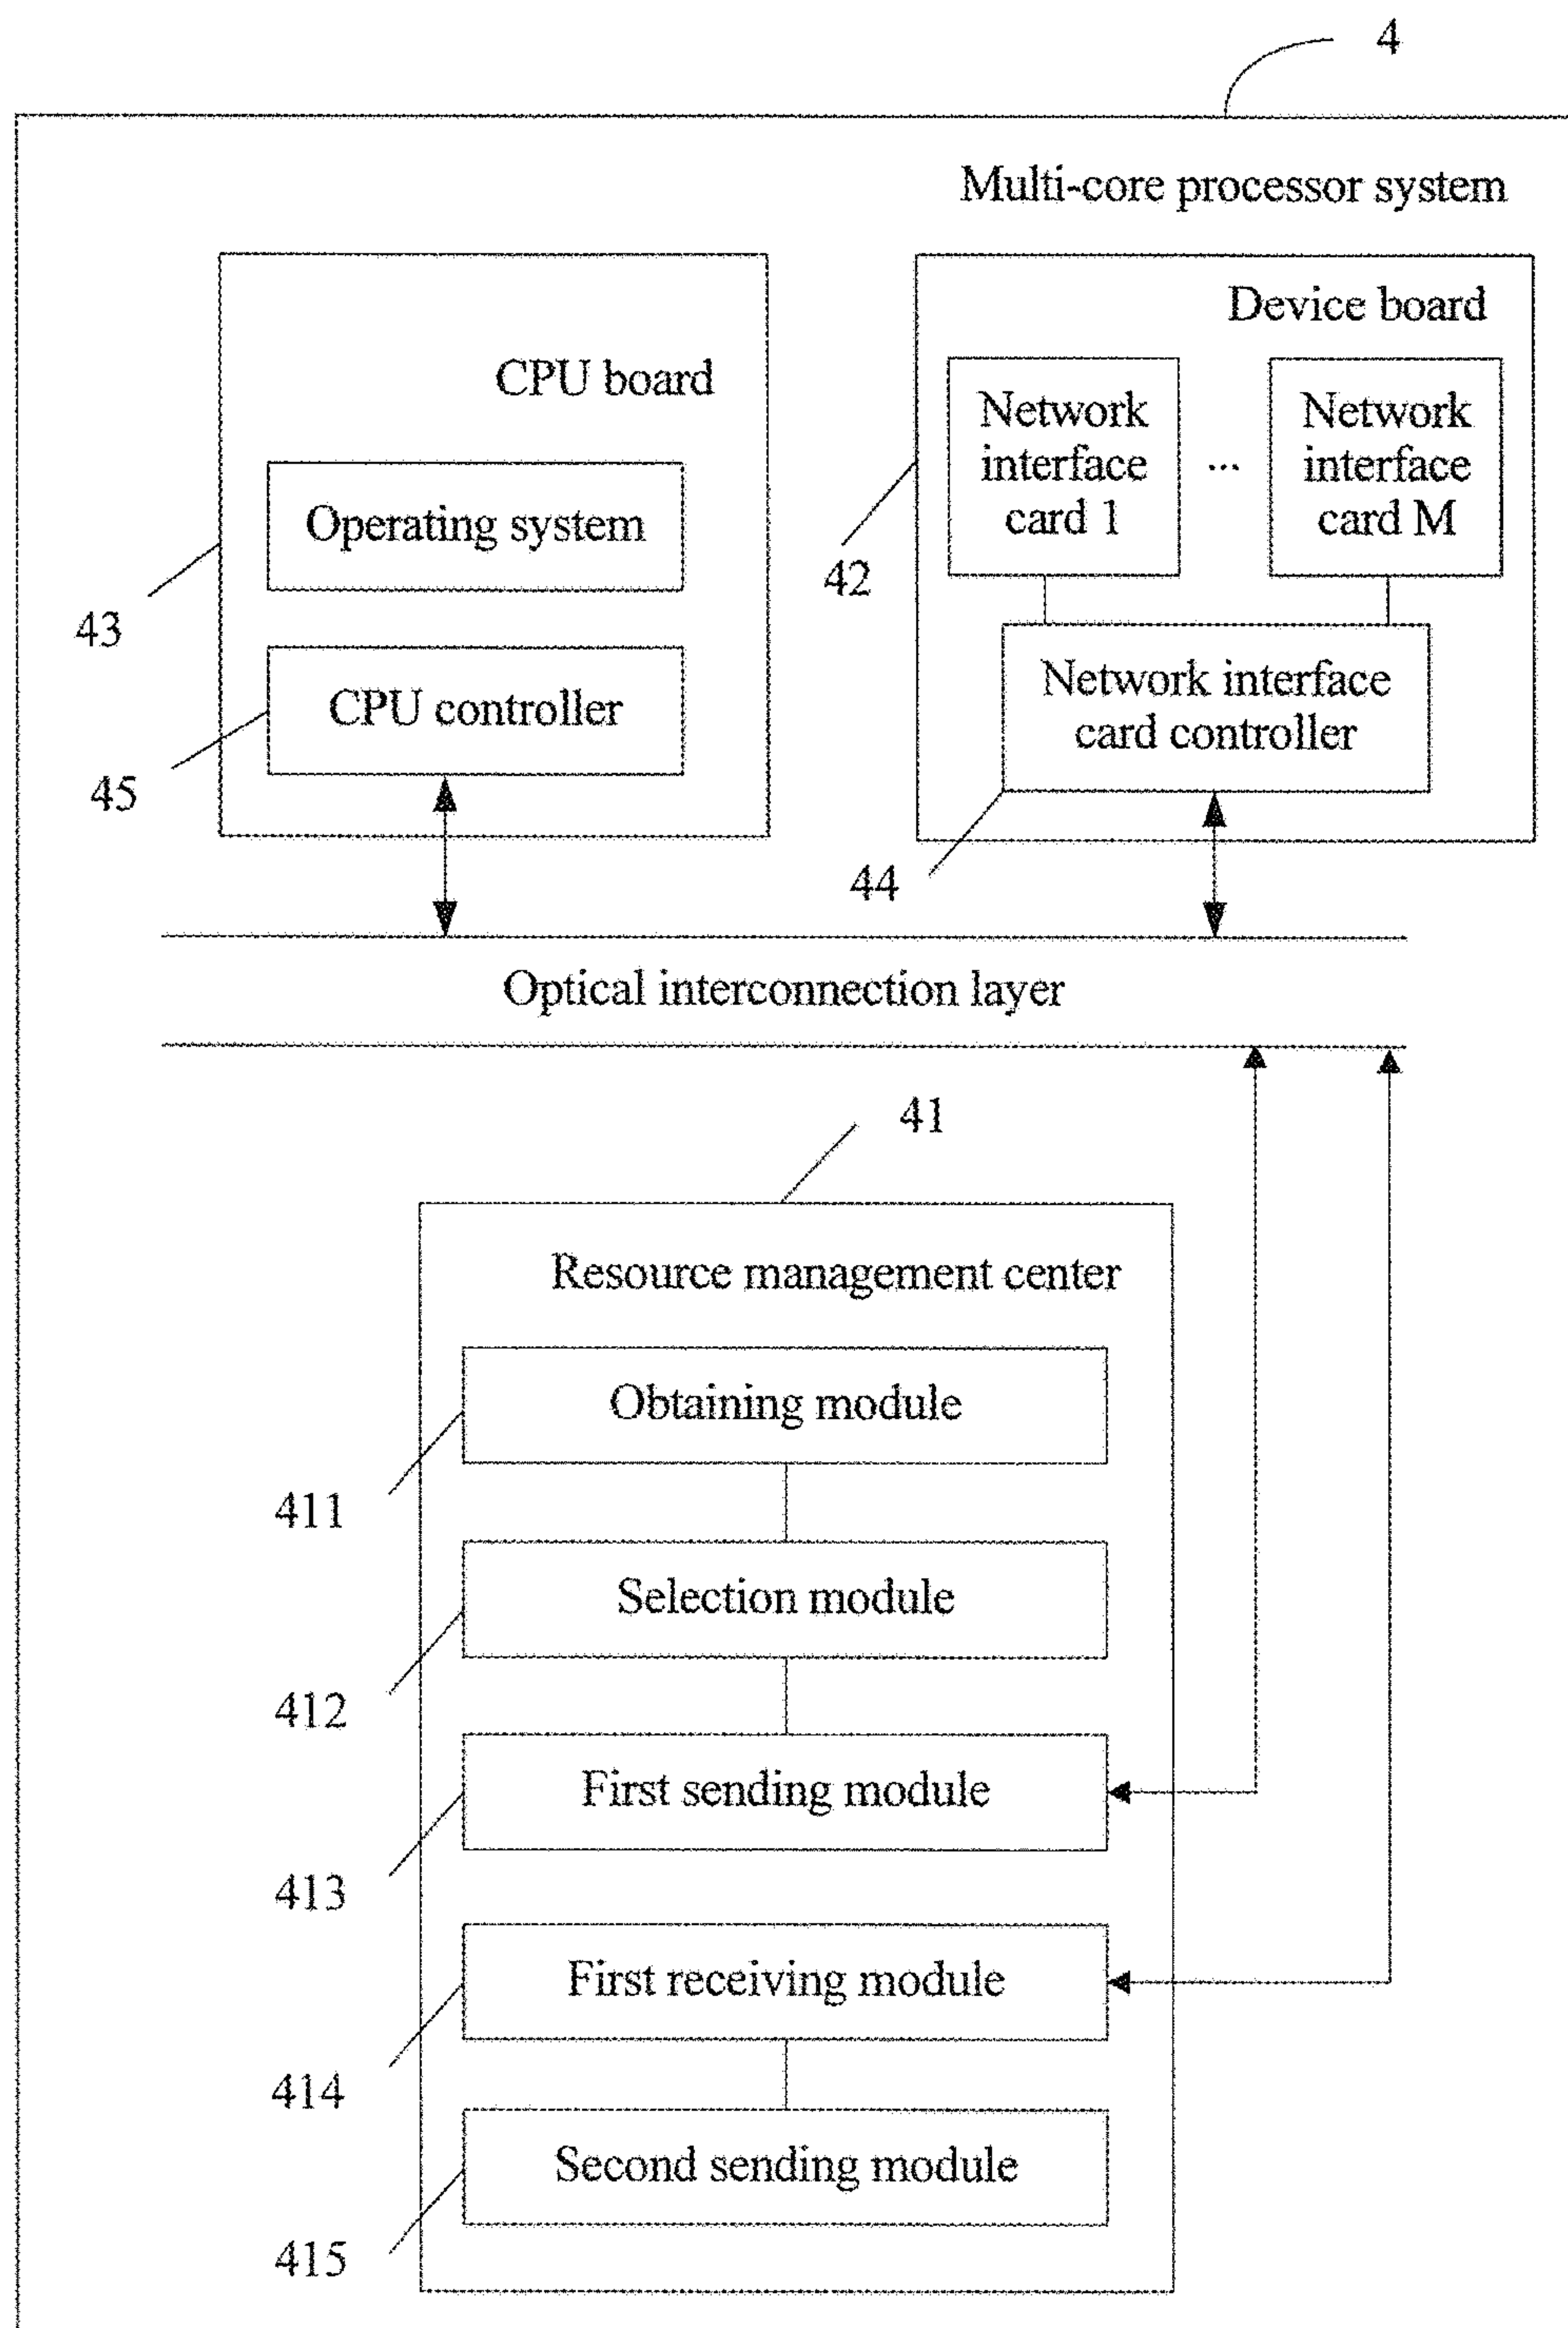 4
Multi-core processor system
CPU board
Operating system
CPU controller
43
45
Device board
Network
interface
card 1
...
Network
interface
card M
42
Network interface
card controller
44
Optical interconnection layer
41
Resource management center
Obtaining module
411
Selection module
412
First sending module
413
First receiving module
414
Second sending module
415